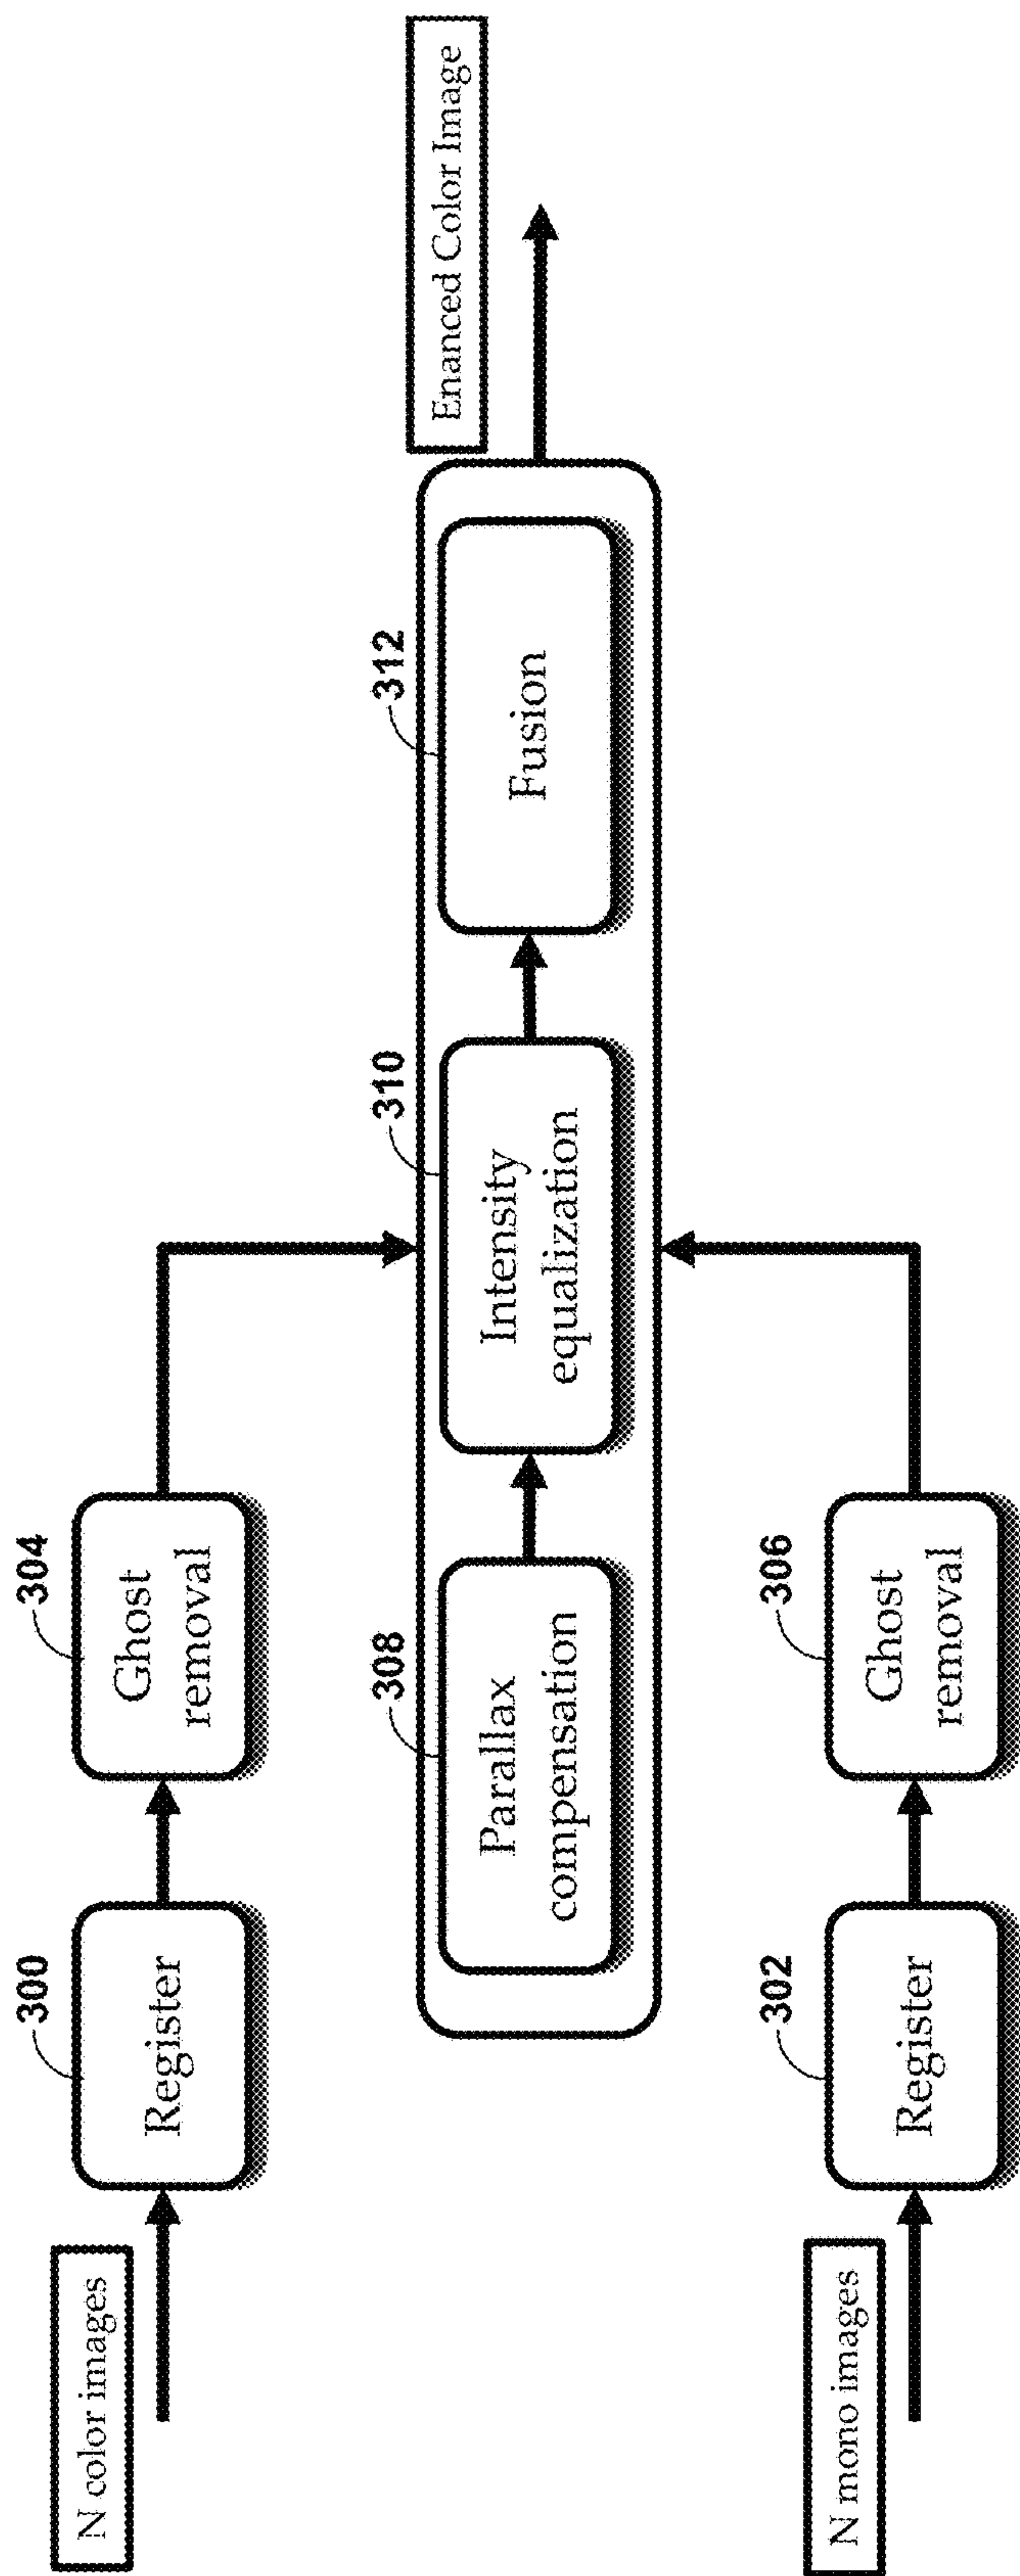 N color images
300
Register
304
Ghost
removal
308
Parallax
compensation
310
Intensity
equalization
312
Fusion
Enanced Color Image
N mono images
302
Register
306
Ghost
removal